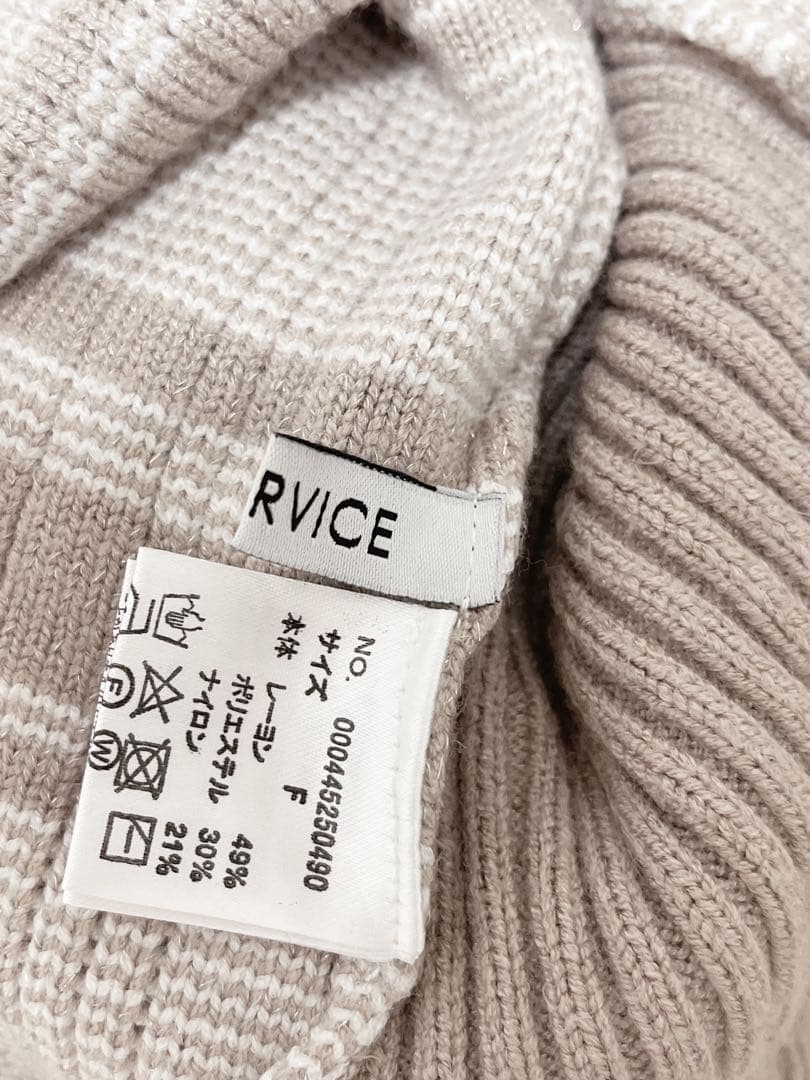 RVICE
NO. 000445250490
サイズ F
本体 レーヨン 49%
ポリエステル 30%
ナイロン 21%
F
W